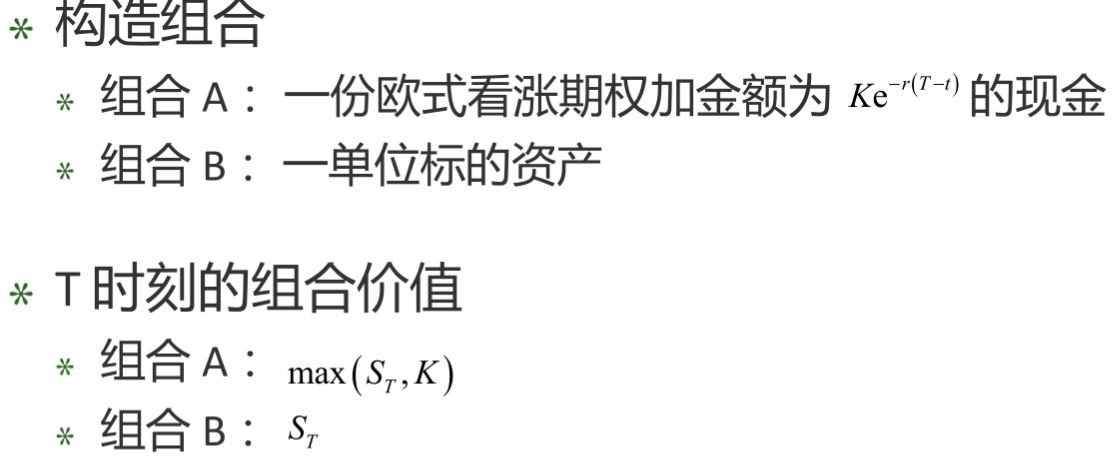 * 构造组合
* 组合 A： 一份欧式看涨期权加金额为 Ke^{-r(T-t)} 的现金
* 组合 B： 一单位标的资产
* T 时刻的组合价值
* 组合 A： max(S_T, K)
* 组合 B： S_T